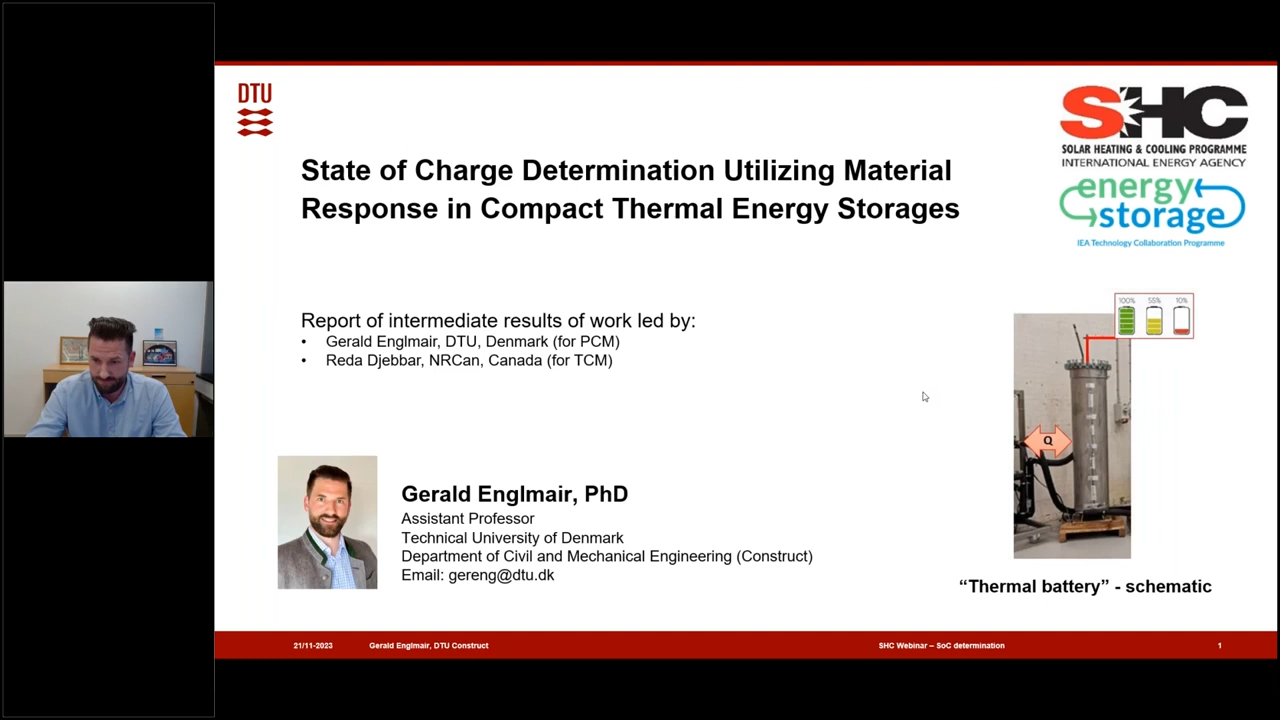 DTU
SHC
SOLAR HEATING & COOLING PROGRAMME
INTERNATIONAL ENERGY AGENCY
energy
storage
IEA Technology Collaboration Programme
State of Charge Determination Utilizing Material
Response in Compact Thermal Energy Storages
Report of intermediate results of work led by:
• Gerald Englmair, DTU, Denmark (for PCM)
• Reda Djebbar, NRCan, Canada (for TCM)
100% 55% 10%
Q
Gerald Englmair, PhD
Assistant Professor
Technical University of Denmark
Department of Civil and Mechanical Engineering (Construct)
Email: gereng@dtu.dk
“Thermal battery” - schematic
21/11-2023 Gerald Englmair, DTU Construct SHC Webinar – SoC determination 1